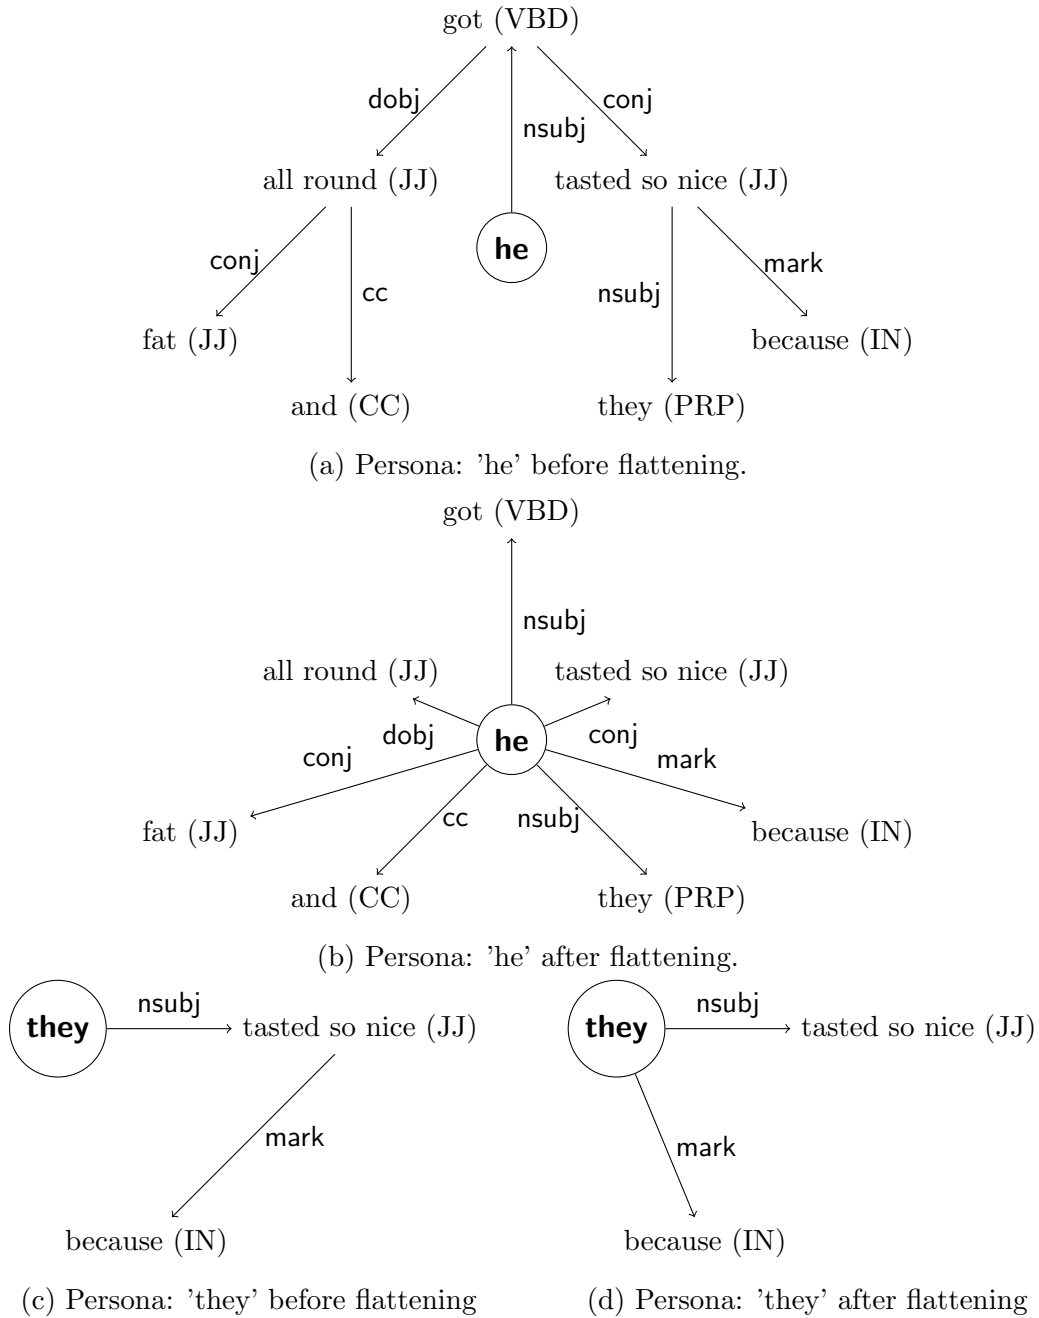 got (VBD)
dobj
conj
nsubj
all round (JJ)
tasted so nice (JJ)
he
conj
mark
cc
nsubj
fat (JJ)
because (IN)
and (CC)
they (PRP)
(a) Persona: 'he' before flattening.
got (VBD)
nsubj
all round (JJ)
tasted so nice (JJ)
he
dobj
conj
conj
mark
cc
nsubj
fat (JJ)
because (IN)
and (CC)
they (PRP)
(b) Persona: 'he' after flattening.
they
nsubj
tasted so nice (JJ)
mark
because (IN)
(c) Persona: 'they' before flattening
they
nsubj
tasted so nice (JJ)
mark
because (IN)
(d) Persona: 'they' after flattening